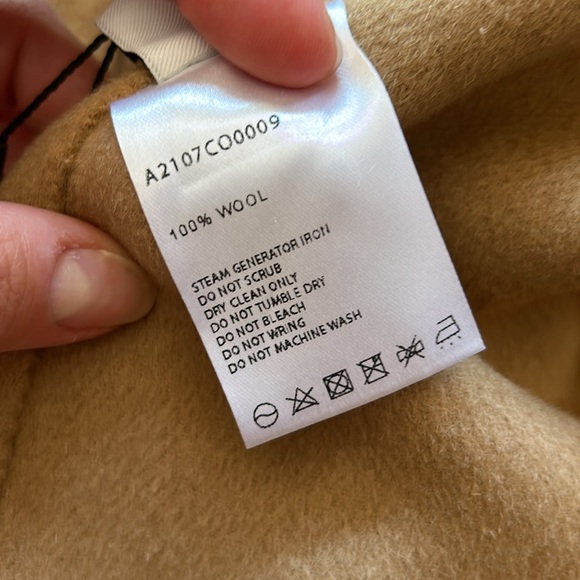 A2107CO0009
100% WOOL
STEAM GENERATOR IRON
DO NOT SCRUB
DRY CLEAN ONLY
DO NOT TUMBLE DRY
DO NOT BLEACH
DO NOT WRING
DO NOT MACHINE WASH